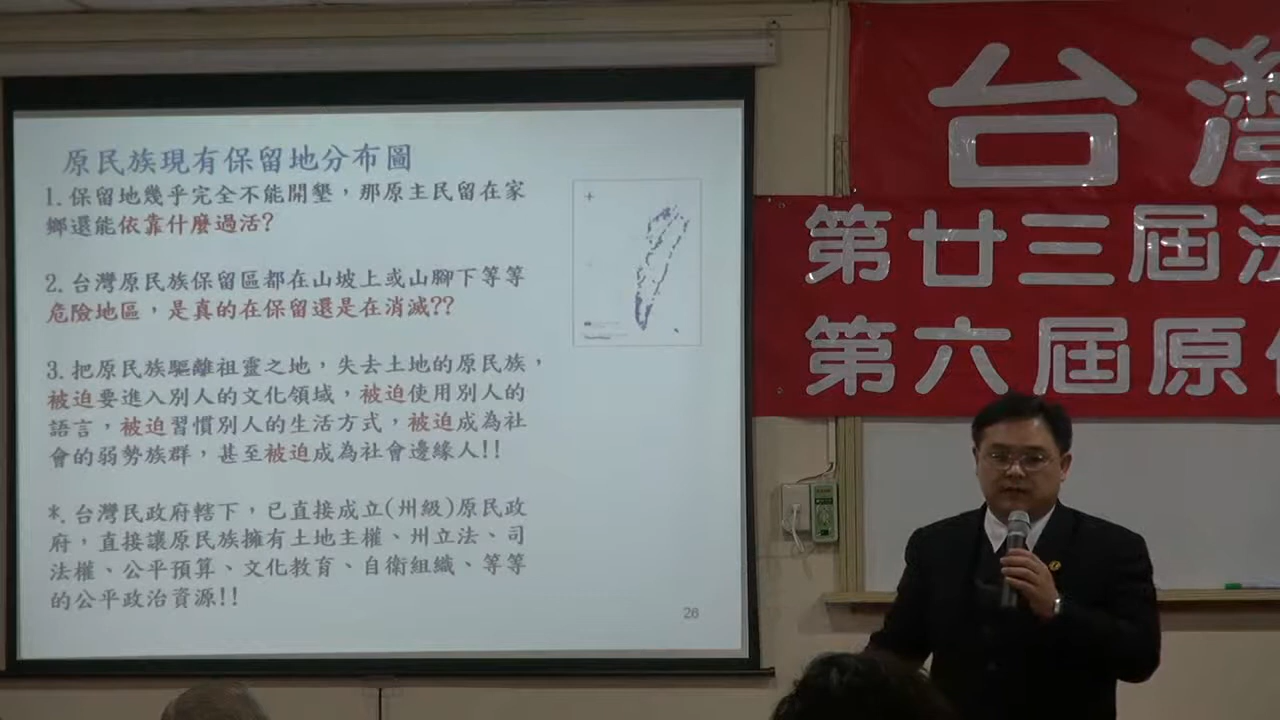 原民族現有保留地分布圖
1. 保留地幾乎完全不能開墾，那原主民留在家
鄉還能依靠什麼過活?
2. 台灣原民族保留區都在山坡上或山腳下等等
危險地區，是真的在保留還是在消滅??
3. 把原民族驅離祖靈之地，失去土地的原民族，
被迫要進入別人的文化領域，被迫使用別人的
語言，被迫習慣別人的生活方式，被迫成為社
會的弱勢族群，甚至被迫成為社會邊緣人!!
*. 台灣民政府轄下，已直接成立(州級)原民政
府，直接讓原民族擁有土地主權、州立法、司
法權、公平預算、文化教育、自衛組織、等等
的公平政治資源!!
26
台灣
第廿三屆法
第六屆原住